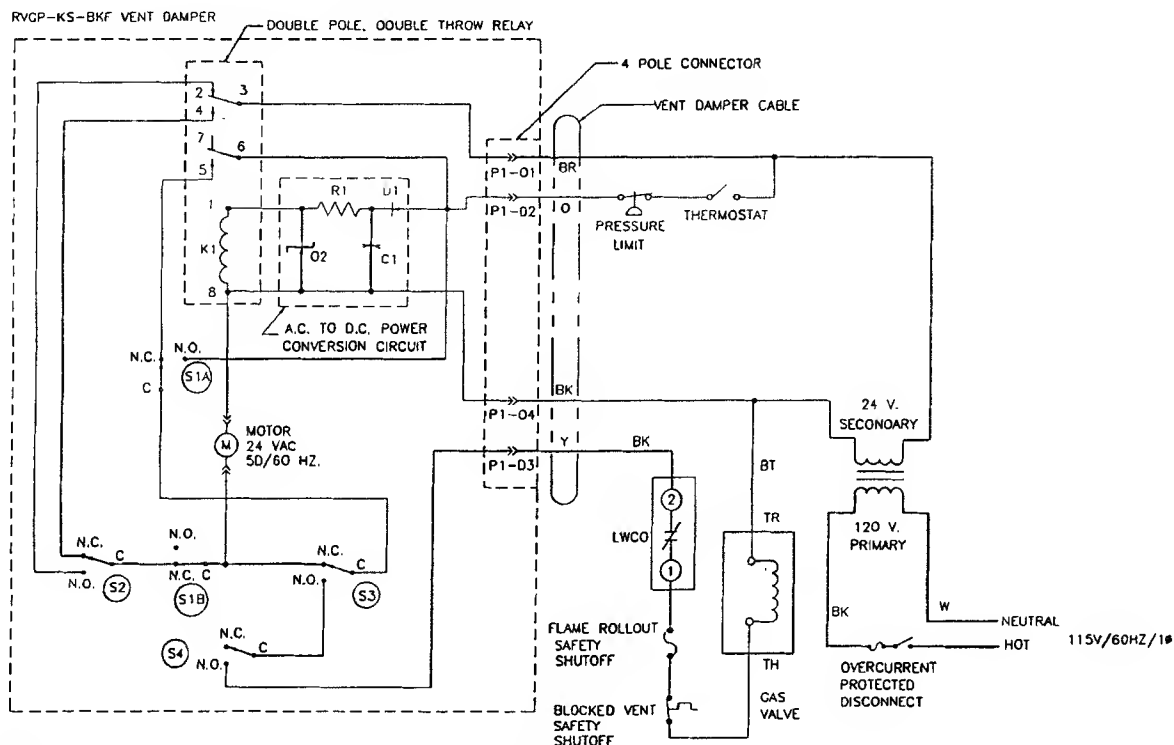 RVGP-KS-BKF VENT DAMPER
DOUBLE POLE, DOUBLE THROW RELAY
4 POLE CONNECTOR
VENT DAMPER CABLE
2
3
4
7
6
5
1
K1
8
R1
D1
D2
C1
A.C. TO D.C. POWER
CONVERSION CIRCUIT
P1-01
BR
P1-02
O
PRESSURE
LIMIT
THERMOSTAT
N.C.
N.O.
S1A
C
P1-04
BK
P1-03
Y
BK
MOTOR
24 VAC
50/60 HZ.
M
24 V.
SECONDARY
120 V.
PRIMARY
BT
TR
TH
GAS
VALVE
2
LWCO
1
N.O.
N.C.
C
N.O.
S2
N.C.
C
S1B
N.C.
C
N.O.
S3
N.C.
C
S4
N.O.
FLAME ROLLOUT
SAFETY
SHUTOFF
BLOCKED VENT
SAFETY
SHUTOFF
BK
W
NEUTRAL
HOT
115V/60HZ/1ø
OVERCURRENT
PROTECTED
DISCONNECT